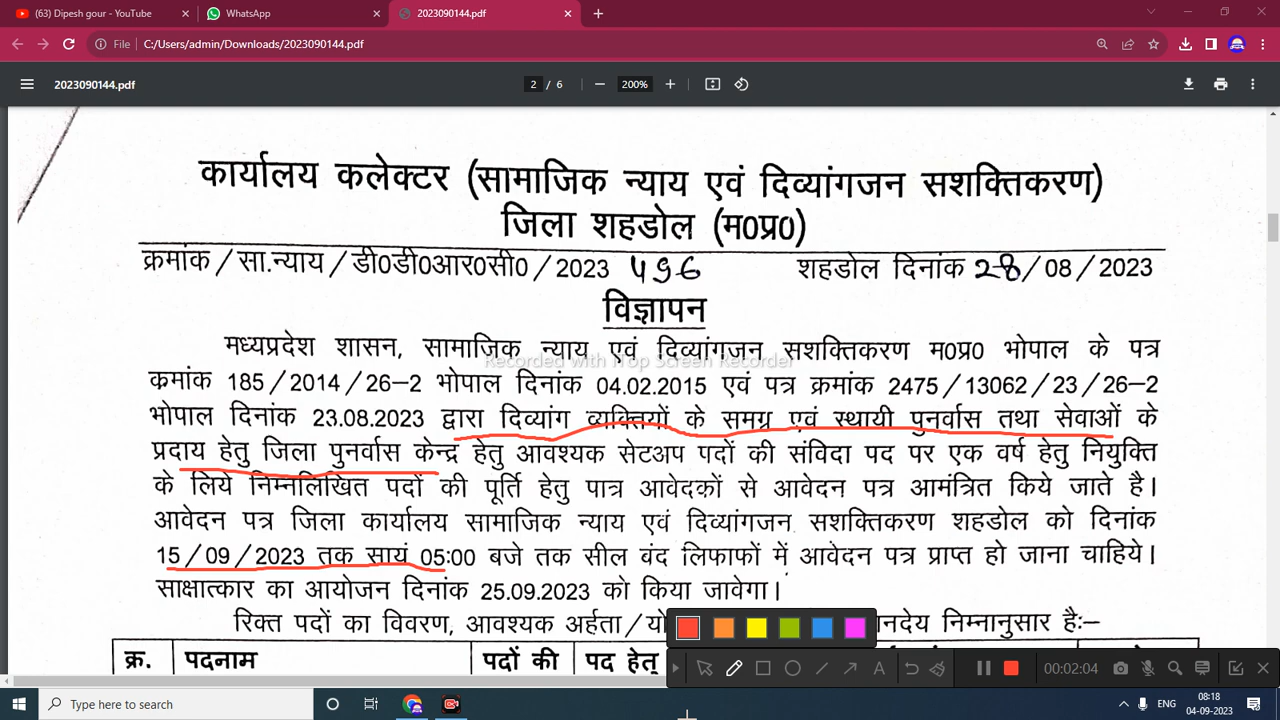 (63) Dipesh gour - YouTube
WhatsApp
2023090144.pdf
File C:/Users/admin/Downloads/2023090144.pdf
2023090144.pdf
2 / 6
200%
कार्यालय कलेक्टर (सामाजिक न्याय एवं दिव्यांगजन सशक्तिकरण)
जिला शहडोल (म0प्र0)
क्रमांक/सा.न्याय/डी0डी0आर0सी0/2023 496 शहडोल दिनांक 28/08/2023
विज्ञापन
मध्यप्रदेश शासन, सामाजिक न्याय एवं दिव्यांगजन सशक्तिकरण म0प्र0 भोपाल के पत्र
Recorded with iTop Screen Recorder
क्रमांक 185/2014/26-2 भोपाल दिनांक 04.02.2015 एवं पत्र क्रमांक 2475/13062/23/26-2
भोपाल दिनांक 23.08.2023 द्वारा दिव्यांग व्यक्तियों के समग्र एवं स्थायी पुनर्वास तथा सेवाओं के
प्रदाय हेतु जिला पुनर्वास केन्द्र हेतु आवश्यक सेटअप पदों की संविदा पद पर एक वर्ष हेतु नियुक्ति
के लिये निम्नलिखित पदों की पूर्ति हेतु पात्र आवेदकों से आवेदन पत्र आमंत्रित किये जाते है।
आवेदन पत्र जिला कार्यालय सामाजिक न्याय एवं दिव्यांगजन सशक्तिकरण शहडोल को दिनांक
15/09/2023 तक सायं 05:00 बजे तक सील बंद लिफाफों में आवेदन पत्र प्राप्त हो जाना चाहिये।
साक्षात्कार का आयोजन दिनांक 25.09.2023 को किया जावेगा।
रिक्त पदों का विवरण, आवश्यक अर्हता/यो नदेय निम्नानुसार है:-
क्र. पदनाम पदों की पद हेतु
00:02:04
Type here to search
ENG
08:18
04-09-2023